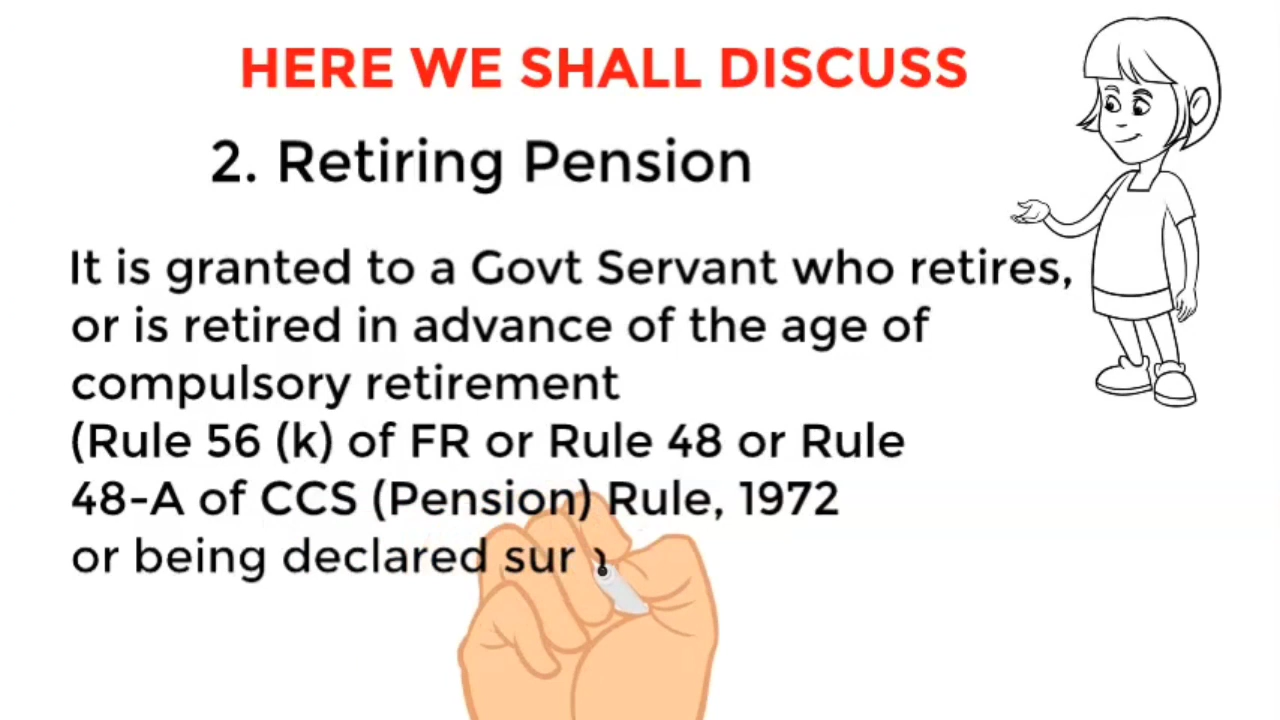 HERE WE SHALL DISCUSS
2. Retiring Pension
It is granted to a Govt Servant who retires,
or is retired in advance of the age of
compulsory retirement
(Rule 56 (k) of FR or Rule 48 or Rule
48-A of CCS (Pension) Rule, 1972
or being declared sur